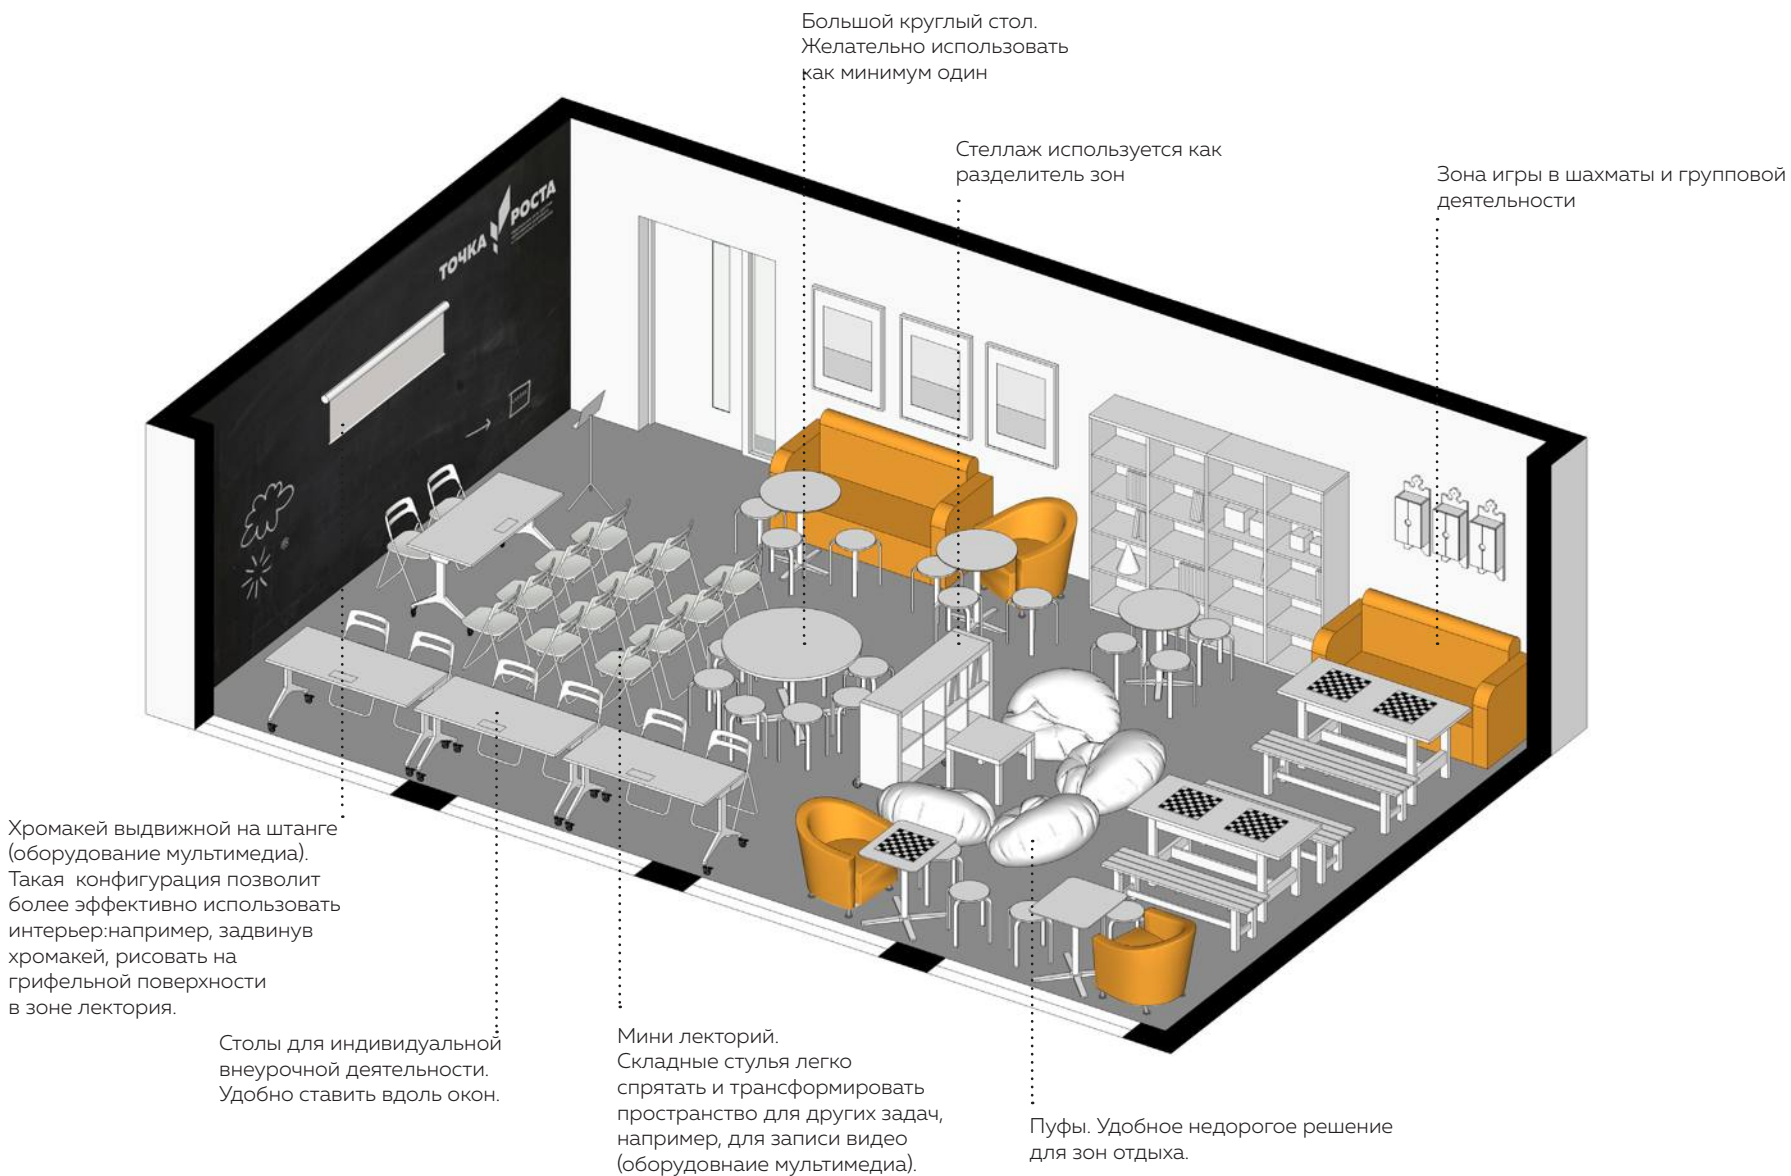 Большой круглый стол.
Желательно использовать
как минимум один
Стеллаж используется как
разделитель зон
Зона игры в шахматы и групповой
деятельности
ТОЧКА РОСТА
Хромакей выдвижной на штанге
(оборудование мультимедиа).
Такая конфигурация позволит
более эффективно использовать
интерьер:например, задвинув
хромакей, рисовать на
грифельной поверхности
в зоне лектория.
Столы для индивидуальной
внеурочной деятельности.
Удобно ставить вдоль окон.
Мини лекторий.
Складные стулья легко
спрятать и трансформировать
пространство для других задач,
например, для записи видео
(оборудовнаие мультимедиа).
Пуфы. Удобное недорогое решение
для зон отдыха.